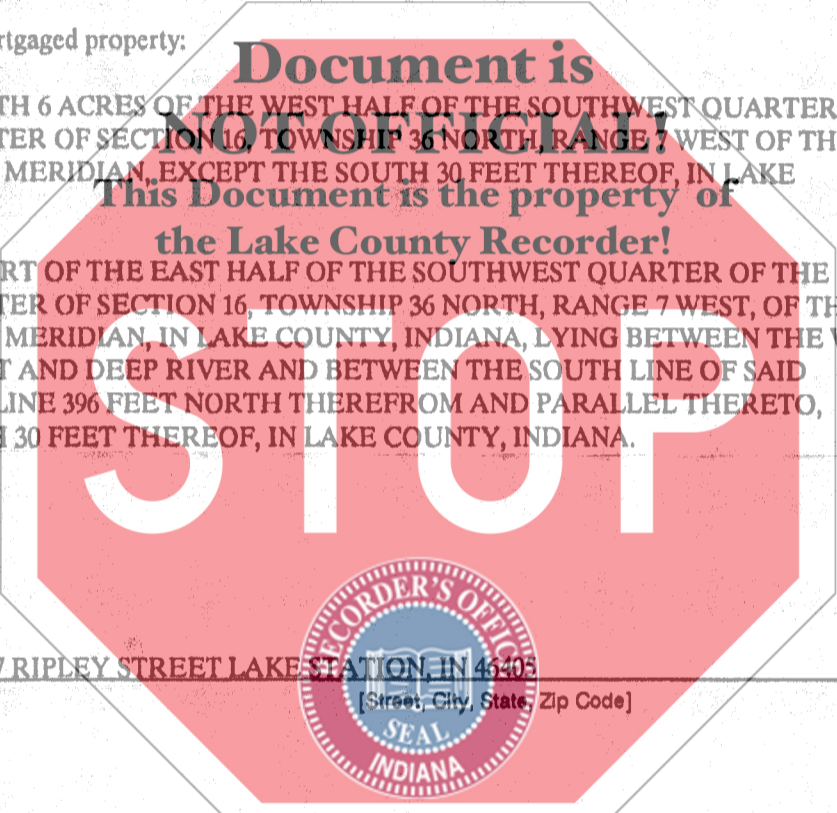 rtgaged property:
Document is
TH 6 ACRES OF THE WEST HALF OF THE SOUTHWEST QUARTER
NOT OFFICIAL!
TER OF SECTION 16, TOWNSHIP 36 NORTH, RANGE 7 WEST OF TH
MERIDIAN, EXCEPT THE SOUTH 30 FEET THEREOF, IN LAKE
This Document is the property of
the Lake County Recorder!
RT OF THE EAST HALF OF THE SOUTHWEST QUARTER OF THE
TER OF SECTION 16, TOWNSHIP 36 NORTH, RANGE 7 WEST, OF TH
MERIDIAN, IN LAKE COUNTY, INDIANA, LYING BETWEEN THE
T AND DEEP RIVER AND BETWEEN THE SOUTH LINE OF SAID
LINE 396 FEET NORTH THEREFROM AND PARALLEL THERETO,
30 FEET THEREOF, IN LAKE COUNTY, INDIANA.
STOP
RECORDER'S OFFICE
7 RIPLEY STREET LAKE STATION, IN 46405
[Street, City, State, Zip Code]
SEAL
INDIANA